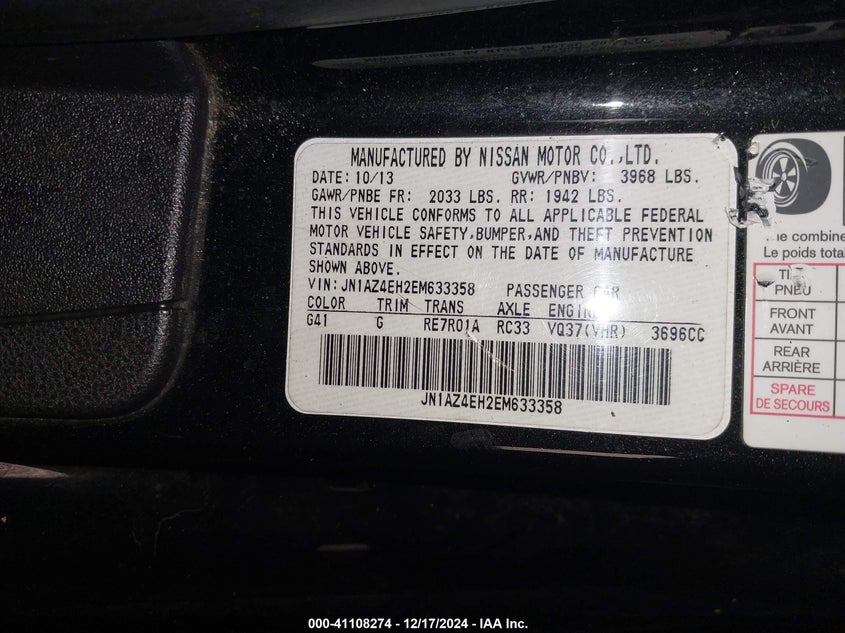 MANUFACTURED BY NISSAN MOTOR CO.,LTD.
DATE: 10/13 GVWR/PNBV: 3968 LBS.
GAWR/PNBE FR: 2033 LBS. RR: 1942 LBS.
THIS VEHICLE CONFORMS TO ALL APPLICABLE FEDERAL
MOTOR VEHICLE SAFETY,BUMPER,AND THEFT PREVENTION
STANDARDS IN EFFECT ON THE DATE OF MANUFACTURE
SHOWN ABOVE.
VIN: JN1AZ4EH2EM633358 PASSENGER CAR
COLOR TRIM TRANS AXLE ENGINE
G41 G RE7R01A RC33 VQ37(VHR) 3696CC
JN1AZ4EH2EM633358
The combine
Le poids total
PNEU
FRONT
AVANT
REAR
ARRIÈRE
SPARE
DE SECOURS
000-41108274 - 12/17/2024 - IAA Inc.